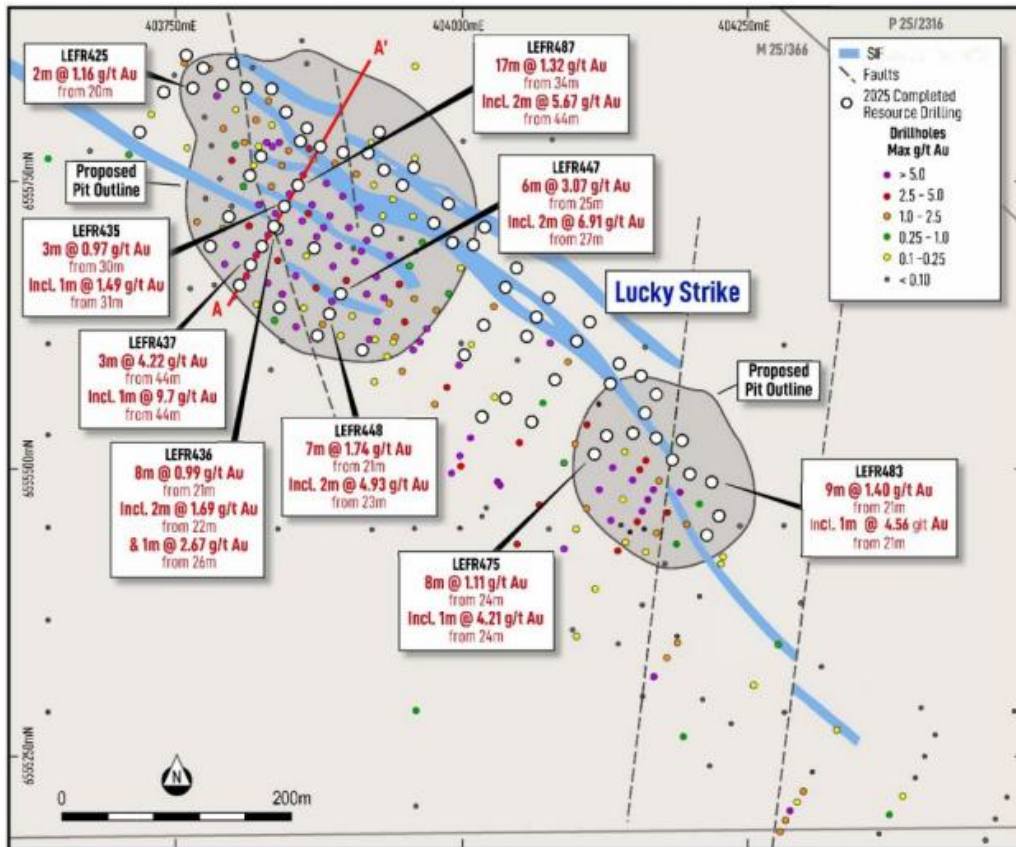 403750mE
404000mE
404250mE
P 25/2316
M 25/366
LEFR425
2m @ 1.16 g/t Au
from 20m
A'
LEFR487
17m @ 1.32 g/t Au
from 34m
Incl. 2m @ 5.67 g/t Au
from 44m
SIF
Faults
2025 Completed
Resource Drilling
Drillholes
Max g/t Au
> 5.0
2.5 - 5.0
1.0 - 2.5
0.25 - 1.0
0.1 -0.25
< 0.10
6555750mN
Proposed
Pit Outline
LEFR447
6m @ 3.07 g/t Au
from 25m
Incl. 2m @ 6.91 g/t Au
from 27m
LEFR435
3m @ 0.97 g/t Au
from 30m
Incl. 1m @ 1.49 g/t Au
from 31m
A
Lucky Strike
LEFR437
3m @ 4.22 g/t Au
from 44m
Incl. 1m @ 9.7 g/t Au
from 44m
Proposed
Pit Outline
LEFR436
8m @ 0.99 g/t Au
from 21m
Incl. 2m @ 1.69 g/t Au
from 22m
& 1m @ 2.67 g/t Au
from 26m
LEFR448
7m @ 1.74 g/t Au
from 21m
Incl. 2m @ 4.93 g/t Au
from 23m
6555500mN
LEFR483
9m @ 1.40 g/t Au
from 21m
Incl. 1m @ 4.56 git Au
from 21m
LEFR475
8m @ 1.11 g/t Au
from 24m
Incl. 1m @ 4.21 g/t Au
from 24m
6555250mN
N
0
200m